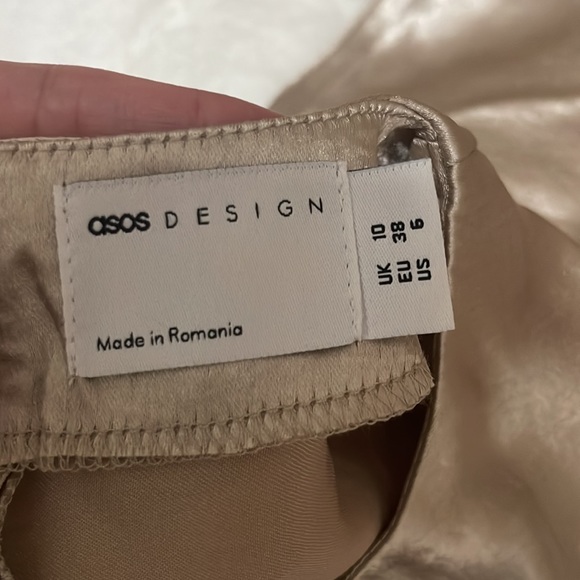 asos DESIGN
Made in Romania
UK 10
EU 38
US 6